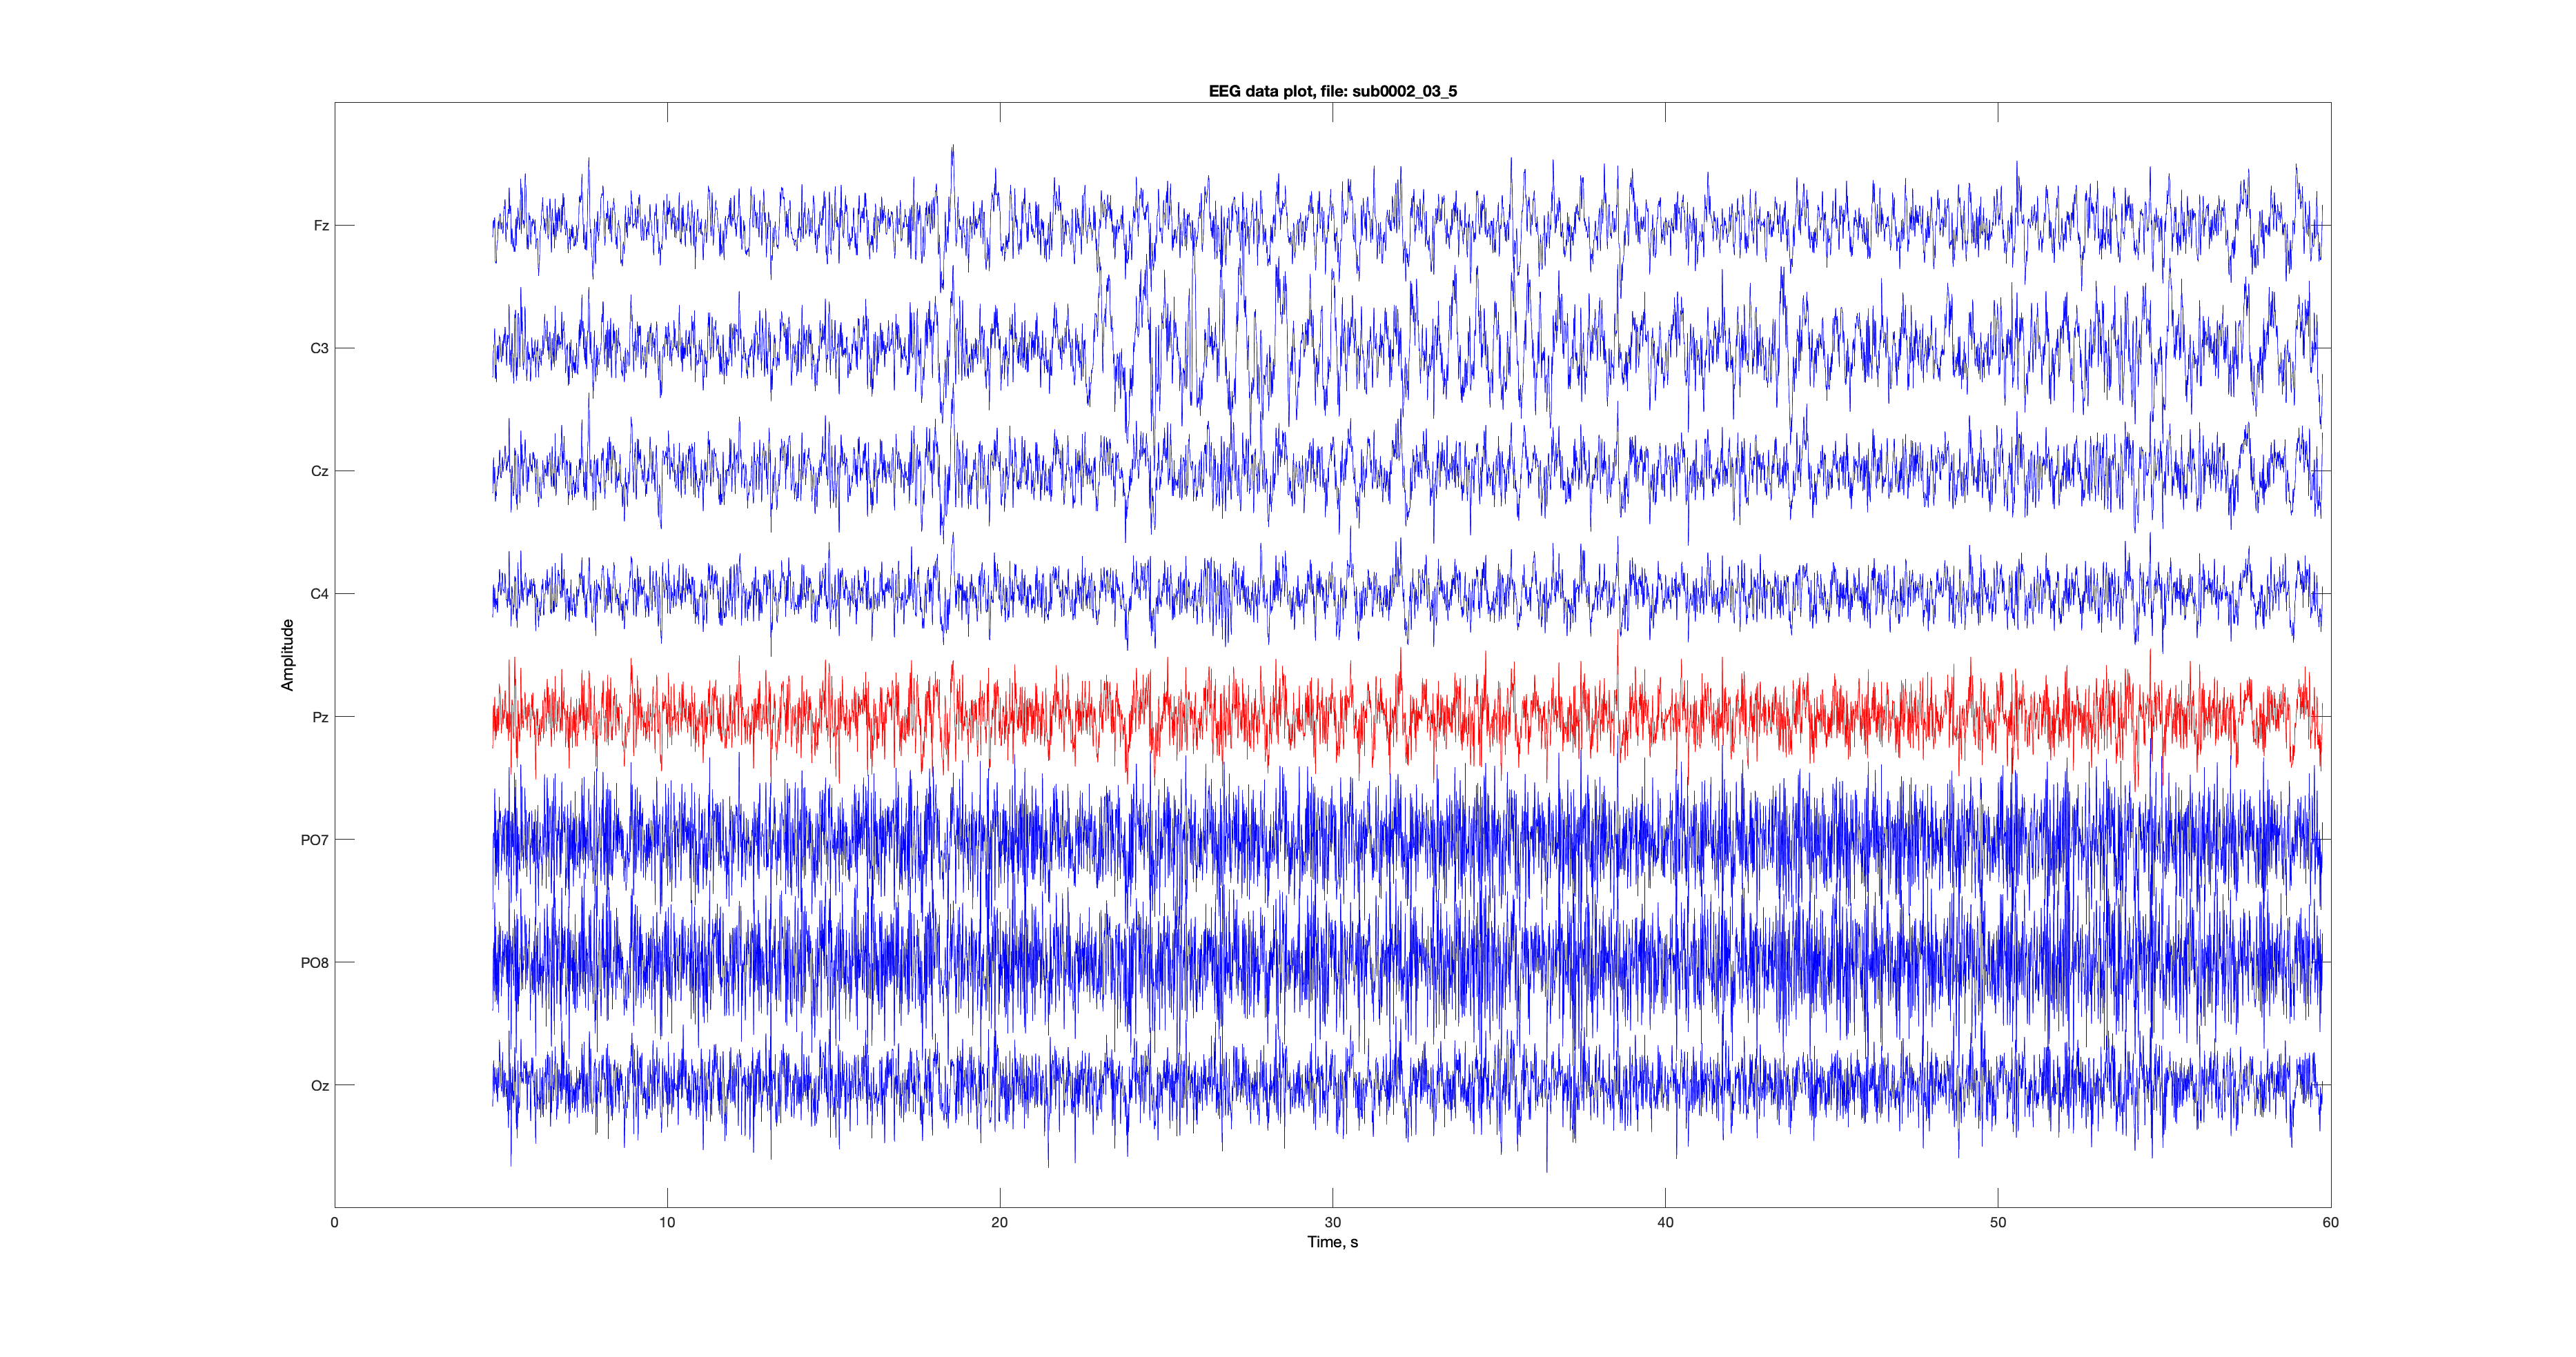 EEG data plot, file: sub0002_03_5
Fz
C3
Cz
C4
Amplitude
Pz
PO7
PO8
Oz
0 10 20 30 40 50 60
Time, s